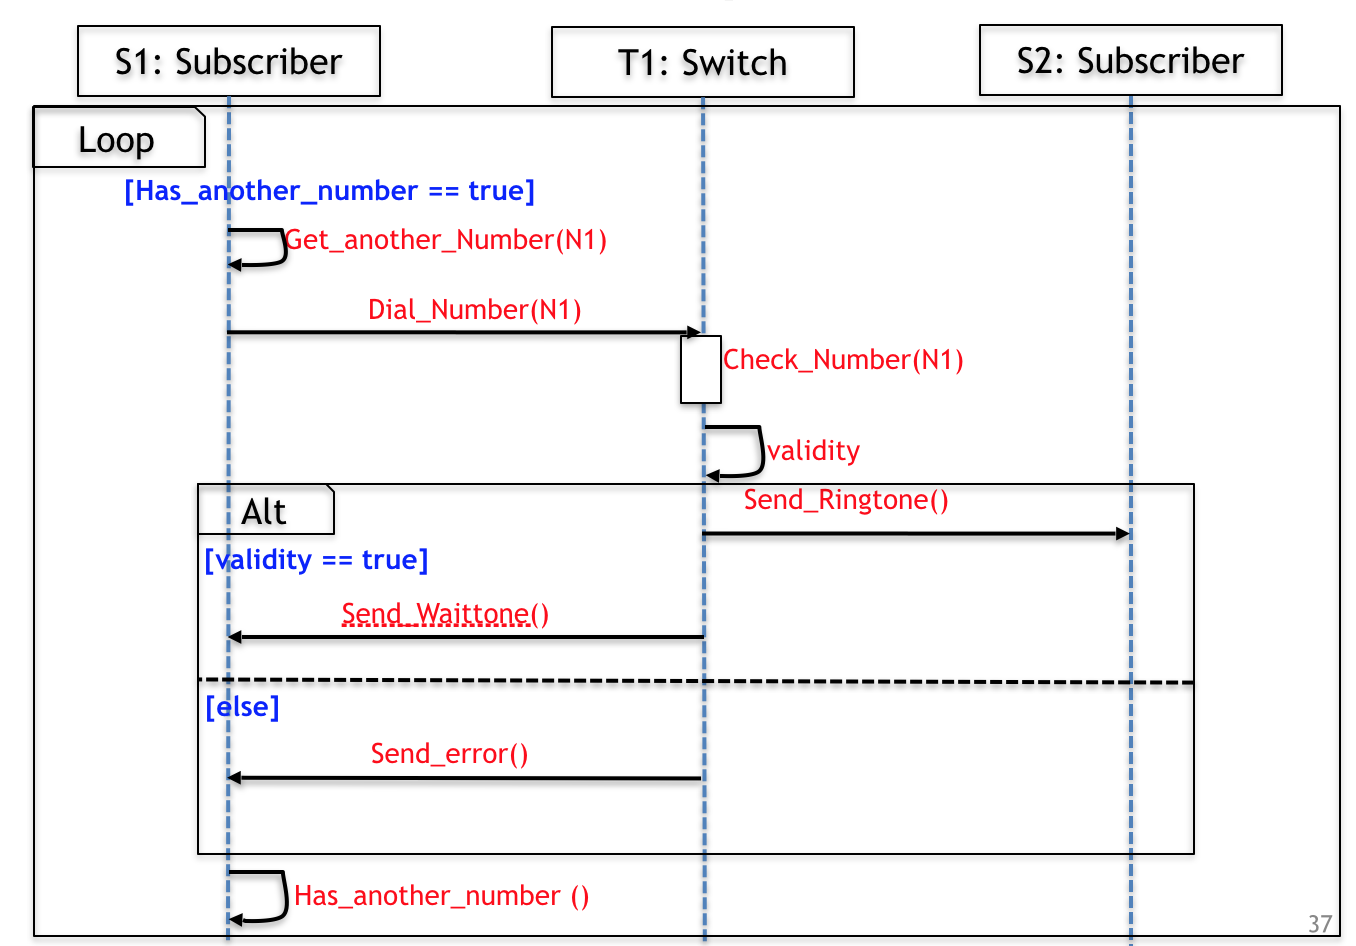 S1: Subscriber
T1: Switch
S2: Subscriber
Loop
[Has_another_number == true]
Get_another_Number(N1)
Dial_Number(N1)
Check_Number(N1)
validity
Alt
Send_Ringtone()
[validity == true]
Send_Waittone()
[else]
Send_error()
Has_another_number ()
37